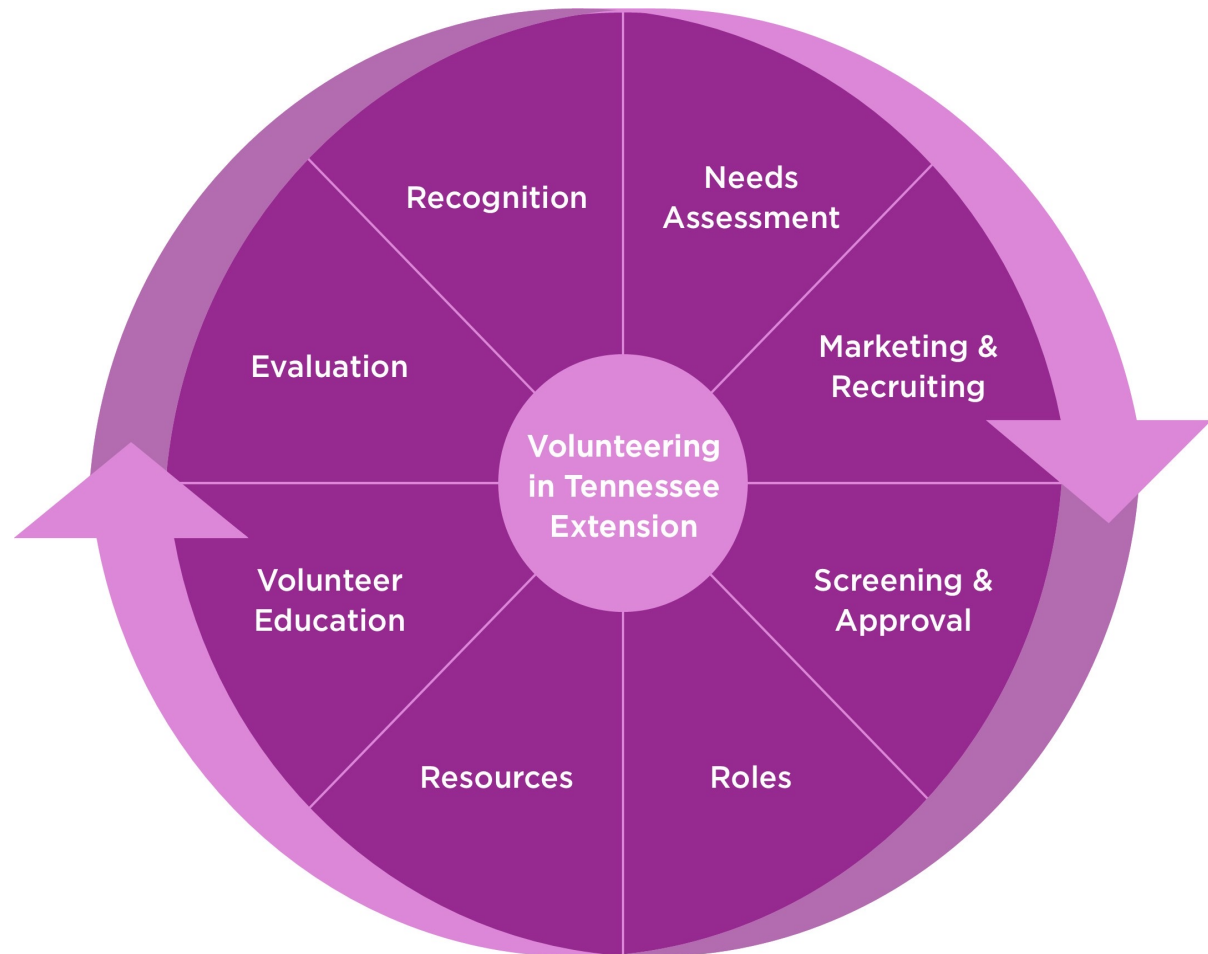 Recognition
Needs
Assessment
Marketing &
Recruiting
Screening &
Approval
Roles
Resources
Volunteer
Education
Evaluation
Volunteering
in Tennessee
Extension